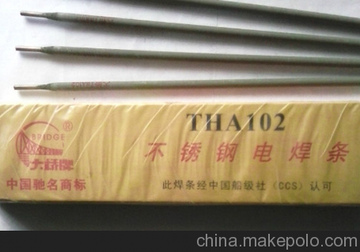 THA102
BRIDGE
大桥牌
不锈钢电焊条
中国驰名商标
此焊条经中国船级社(CCS)认可
china.makepolo.com